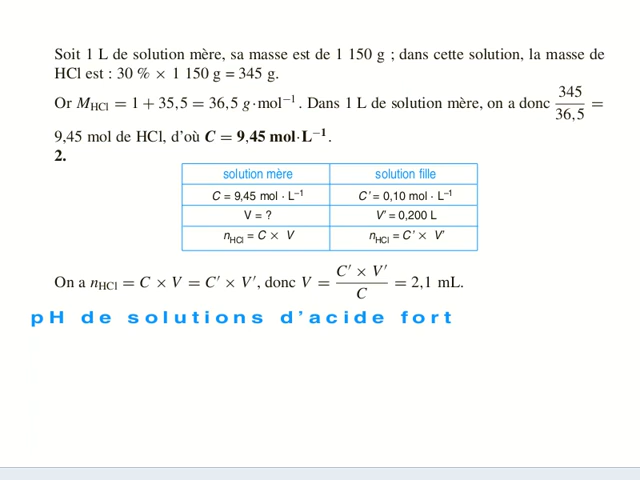 Soit 1 L de solution mère, sa masse est de 1 150 g ; dans cette solution, la masse de
HCl est : 30 % × 1 150 g = 345 g.
Or M_HCl = 1 + 35,5 = 36,5 g·mol⁻¹. Dans 1 L de solution mère, on a donc 345/36,5 =
9,45 mol de HCl, d'où C = 9,45 mol·L⁻¹.
2.
solution mère solution fille
C = 9,45 mol · L⁻¹ C' = 0,10 mol · L⁻¹
V = ? V' = 0,200 L
n_HCl = C × V n_HCl = C' × V'
On a n_HCl = C × V = C' × V', donc V = C' × V'/C = 2,1 mL.
pH de solutions d'acide fort